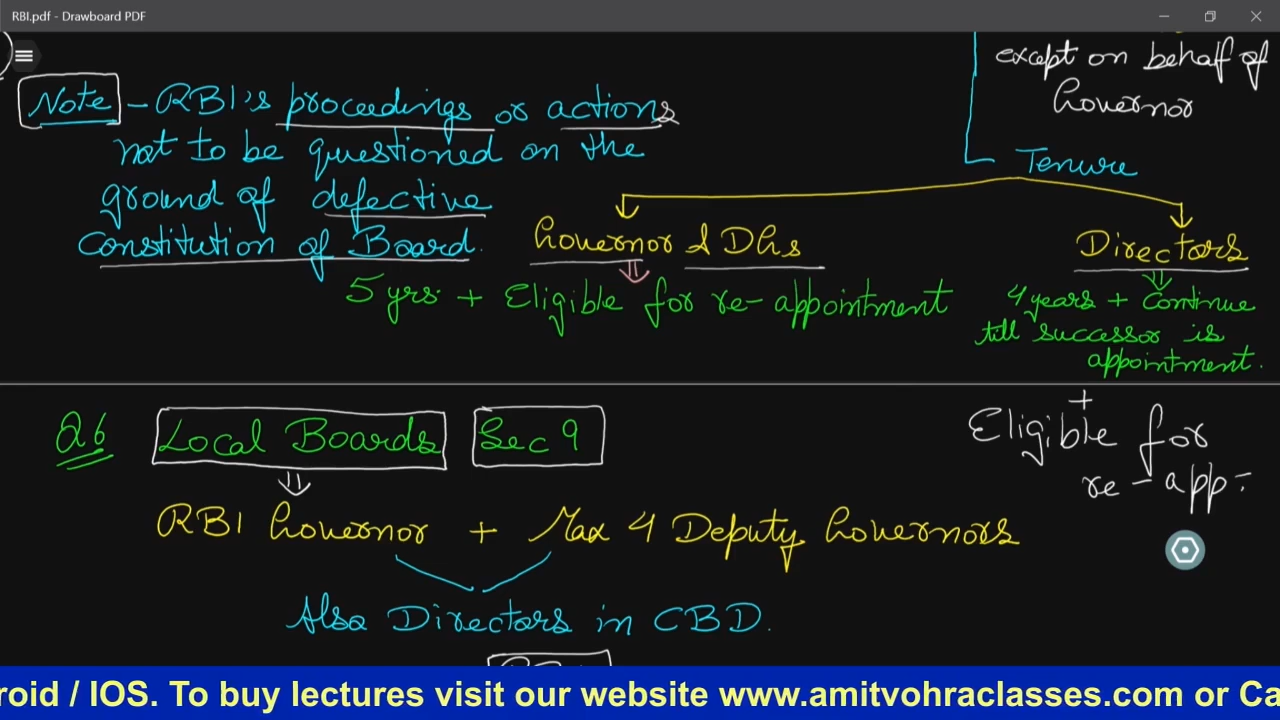 RBI.pdf - Drawboard PDF
except on behalf of
Governor
Note - RBI's proceedings or actions
not to be questioned on the
ground of defective
constitution of Board.
Tenure
Governor & DGs
5 yrs. + Eligible for re-appointment
Directors
4 years + Continue
till successor is
appointment.
+
Eligible for
re-app=
Q6 Local Boards Sec 9
RBI Governor + Max 4 Deputy Governors
Also Directors in CBD.
roid / IOS. To buy lectures visit our website www.amitvohraclasses.com or Ca